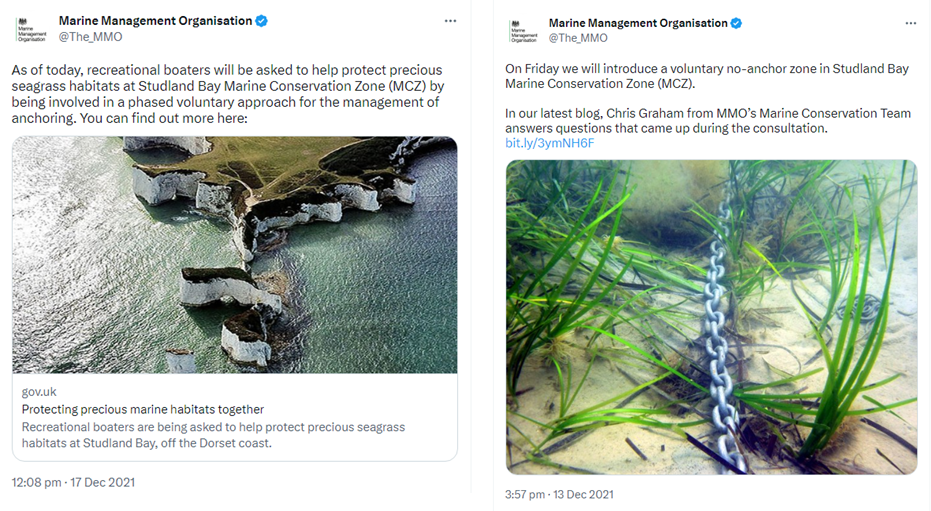 Marine Management Organisation
@The_MMO
As of today, recreational boaters will be asked to help protect precious
seagrass habitats at Studland Bay Marine Conservation Zone (MCZ) by
being involved in a phased voluntary approach for the management of
anchoring. You can find out more here:
gov.uk
Protecting precious marine habitats together
Recreational boaters are being asked to help protect precious seagrass
habitats at Studland Bay, off the Dorset coast.
12:08 pm · 17 Dec 2021
Marine Management Organisation
@The_MMO
On Friday we will introduce a voluntary no-anchor zone in Studland Bay
Marine Conservation Zone (MCZ).
In our latest blog, Chris Graham from MMO’s Marine Conservation Team
answers questions that came up during the consultation.
bit.ly/3ymNH6F
3:57 pm · 13 Dec 2021
Marine
Management
Organisation
Marine
Management
Organisation